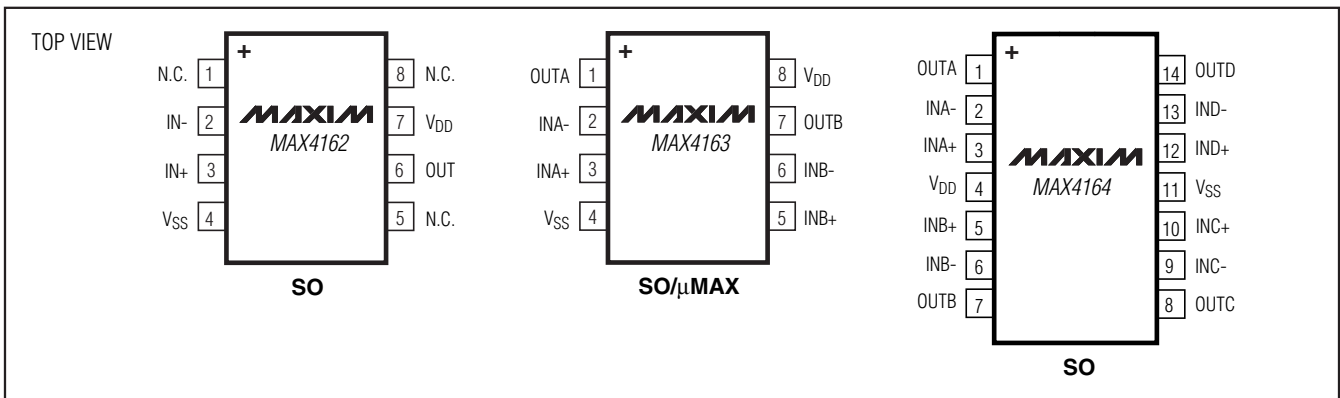 TOP VIEW
+
N.C. 1
IN- 2
IN+ 3
VSS 4
8 N.C.
7 VDD
6 OUT
5 N.C.
MAXIM
MAX4162
SO
+
OUTA 1
INA- 2
INA+ 3
VSS 4
8 VDD
7 OUTB
6 INB-
5 INB+
MAXIM
MAX4163
SO/μMAX
+
OUTA 1
INA- 2
INA+ 3
VDD 4
INB+ 5
INB- 6
OUTB 7
14 OUTD
13 IND-
12 IND+
11 VSS
10 INC+
9 INC-
8 OUTC
MAXIM
MAX4164
SO